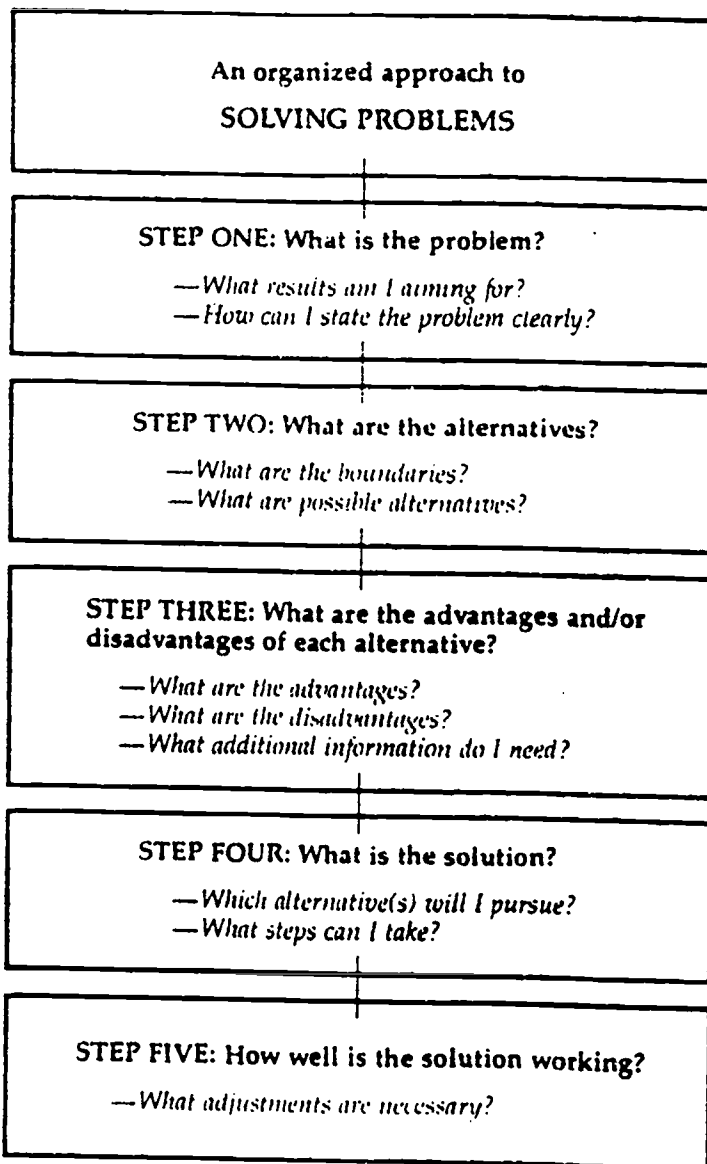 An organized approach to
SOLVING PROBLEMS
STEP ONE: What is the problem?
—What results am I aiming for?
—How can I state the problem clearly?
STEP TWO: What are the alternatives?
—What are the boundaries?
—What are possible alternatives?
STEP THREE: What are the advantages and/or
disadvantages of each alternative?
—What are the advantages?
—What are the disadvantages?
—What additional information do I need?
STEP FOUR: What is the solution?
—Which alternative(s) will I pursue?
—What steps can I take?
STEP FIVE: How well is the solution working?
—What adjustments are necessary?